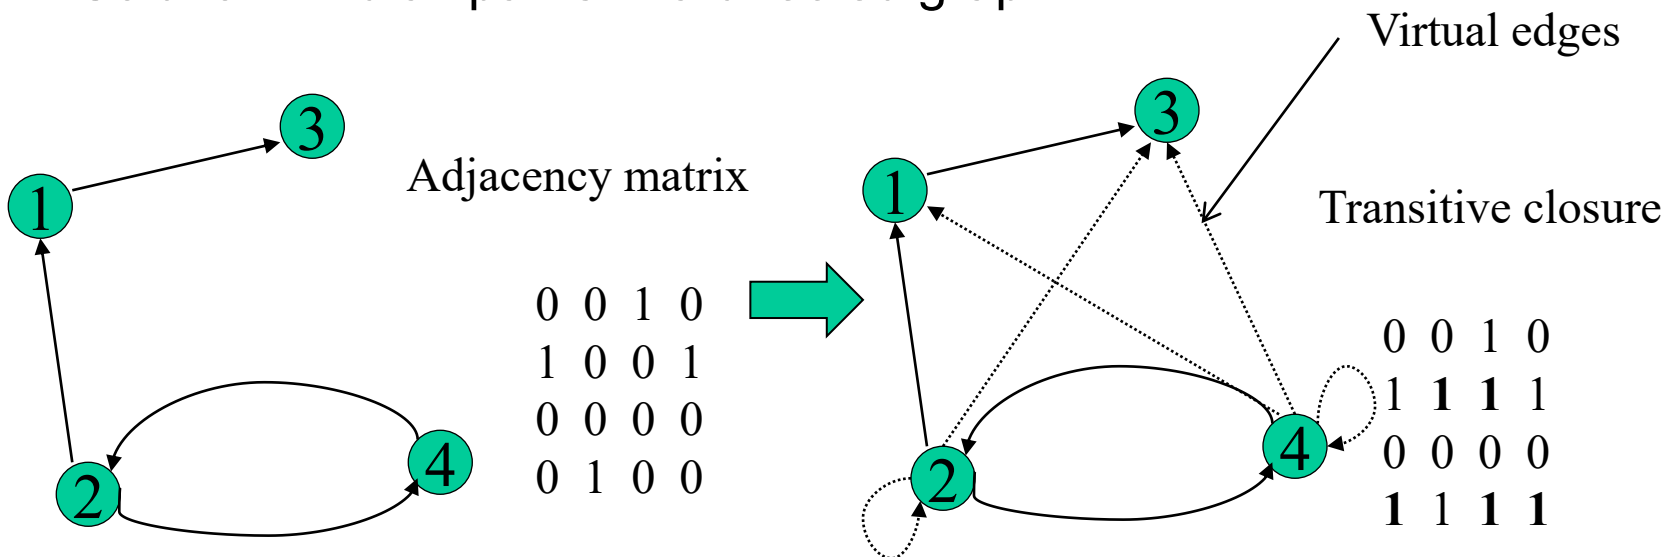 Virtual edges
3
1
2
4
Adjacency matrix
0 0 1 0
1 0 0 1
0 0 0 0
0 1 0 0
3
1
2
4
Transitive closure
0 0 1 0
1 1 1 1
0 0 0 0
1 1 1 1